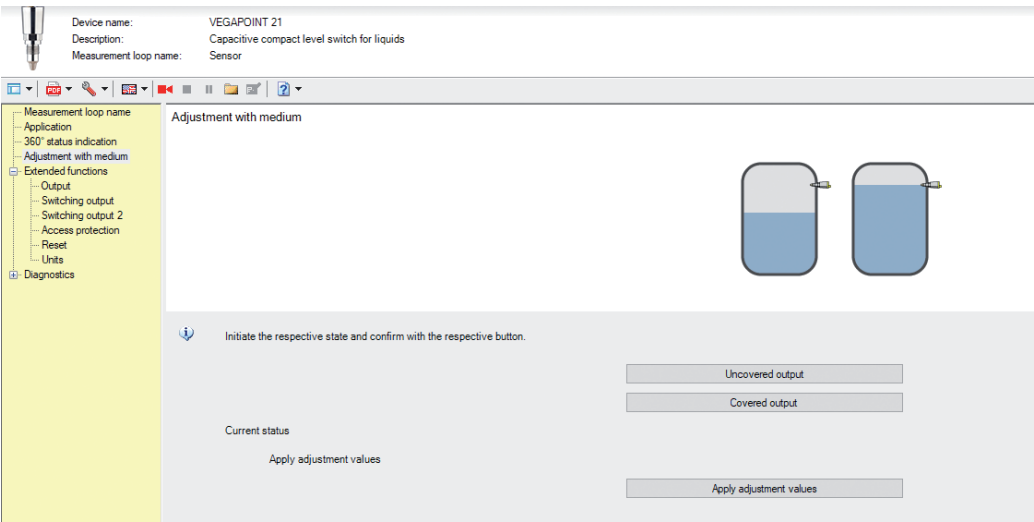 Device name: VEGAPOINT 21
Description: Capacitive compact level switch for liquids
Measurement loop name: Sensor
PDF
Measurement loop name
Application
360° status indication
Adjustment with medium
Extended functions
Output
Switching output
Switching output 2
Access protection
Reset
Units
Diagnostics
Adjustment with medium
Initiate the respective state and confirm with the respective button.
Uncovered output
Covered output
Current status
Apply adjustment values
Apply adjustment values